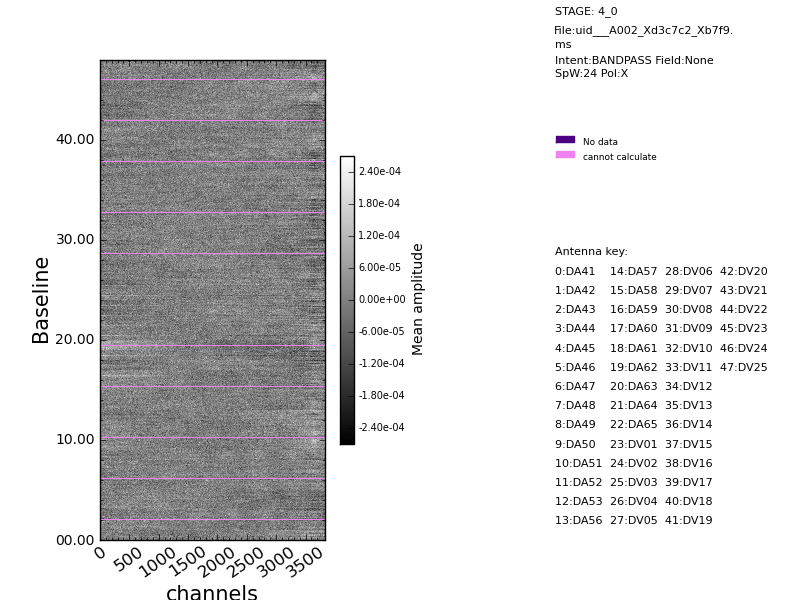 STAGE: 4_0
File:uid___A002_Xd3c7c2_Xb7f9.
ms
Intent:BANDPASS Field:None
SpW:24 Pol:X
No data
cannot calculate
40.00
30.00
20.00
10.00
00.00
Baseline
0 500 1000 1500 2000 2500 3000 3500
channels
2.40e-04
1.80e-04
1.20e-04
6.00e-05
0.00e+00
-6.00e-05
-1.20e-04
-1.80e-04
-2.40e-04
Mean amplitude
Antenna key:
0:DA41 14:DA57 28:DV06 42:DV20
1:DA42 15:DA58 29:DV07 43:DV21
2:DA43 16:DA59 30:DV08 44:DV22
3:DA44 17:DA60 31:DV09 45:DV23
4:DA45 18:DA61 32:DV10 46:DV24
5:DA46 19:DA62 33:DV11 47:DV25
6:DA47 20:DA63 34:DV12
7:DA48 21:DA64 35:DV13
8:DA49 22:DA65 36:DV14
9:DA50 23:DV01 37:DV15
10:DA51 24:DV02 38:DV16
11:DA52 25:DV03 39:DV17
12:DA53 26:DV04 40:DV18
13:DA56 27:DV05 41:DV19